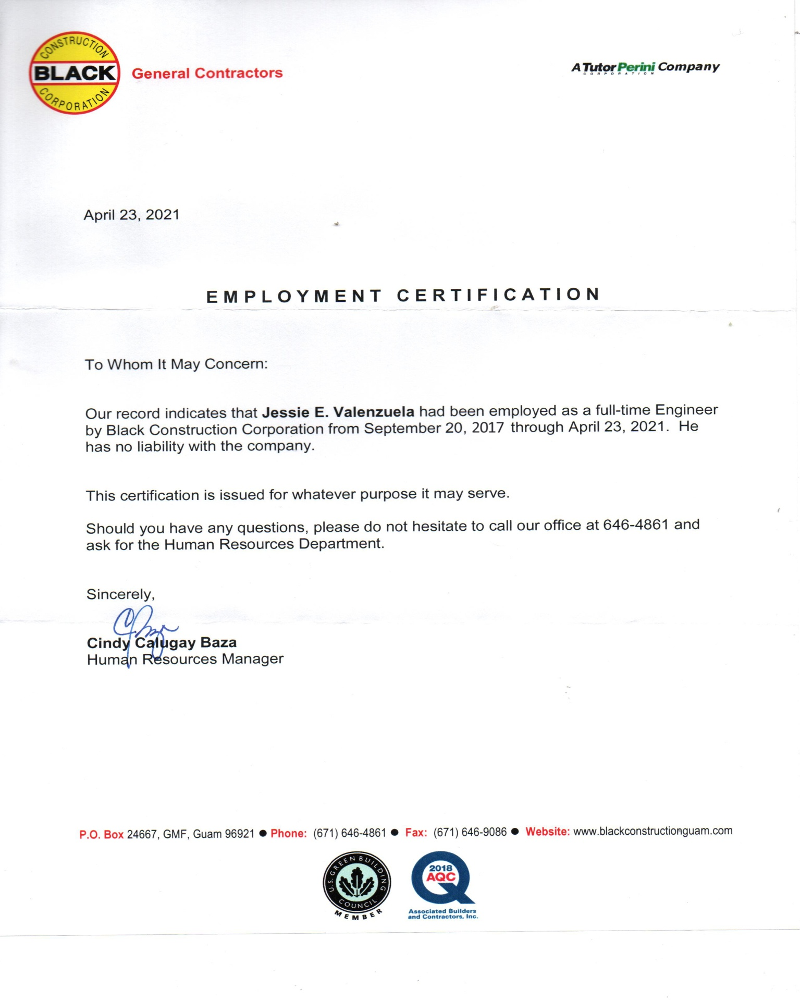 CONSTRUCTION
BLACK
CORPORATION
General Contractors
A Tutor Perini Company
CORPORATION
April 23, 2021
EMPLOYMENT CERTIFICATION
To Whom It May Concern:
Our record indicates that Jessie E. Valenzuela had been employed as a full-time Engineer
by Black Construction Corporation from September 20, 2017 through April 23, 2021. He
has no liability with the company.
This certification is issued for whatever purpose it may serve.
Should you have any questions, please do not hesitate to call our office at 646-4861 and
ask for the Human Resources Department.
Sincerely,
Cindy Calugay Baza
Human Resources Manager
P.O. Box 24667, GMF, Guam 96921 ● Phone: (671) 646-4861 ● Fax: (671) 646-9086 ● Website: www.blackconstructionguam.com
U.S. GREEN BUILDING
COUNCIL
MEMBER
2018
AQC
Associated Builders
and Contractors, Inc.